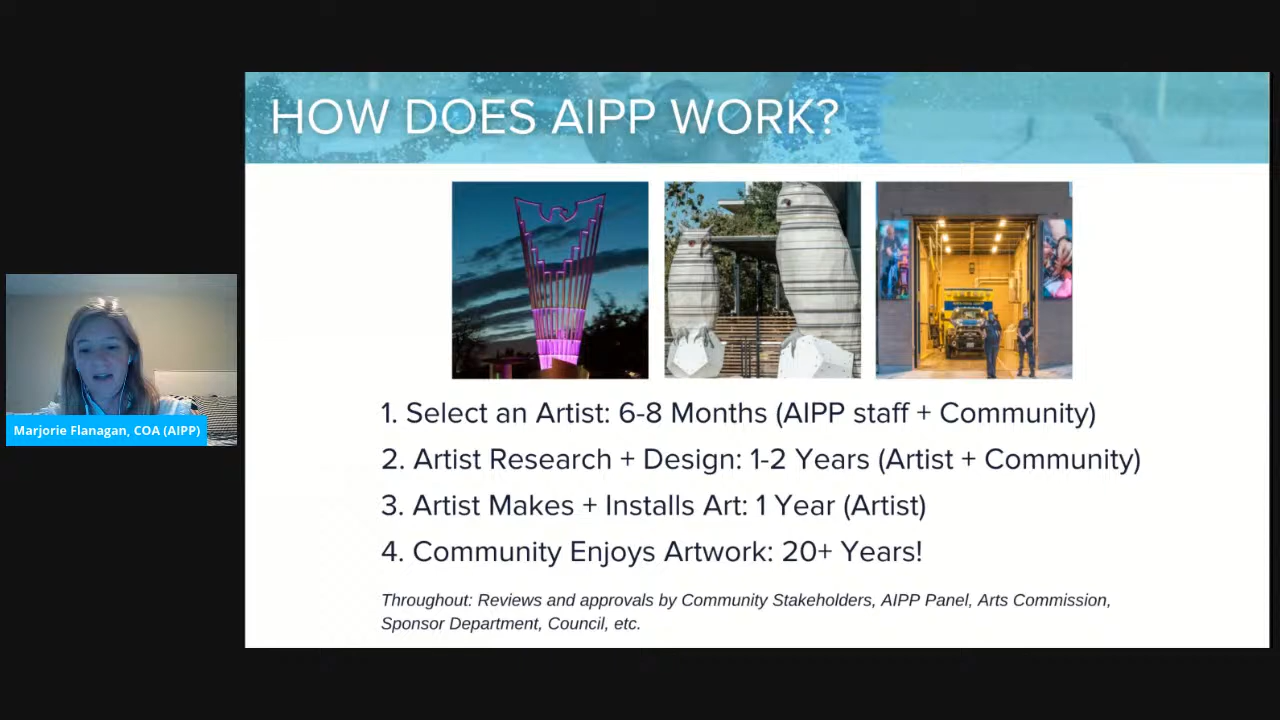 HOW DOES AIPP WORK?
1. Select an Artist: 6-8 Months (AIPP staff + Community)
2. Artist Research + Design: 1-2 Years (Artist + Community)
3. Artist Makes + Installs Art: 1 Year (Artist)
4. Community Enjoys Artwork: 20+ Years!
Throughout: Reviews and approvals by Community Stakeholders, AIPP Panel, Arts Commission,
Sponsor Department, Council, etc.
Marjorie Flanagan, COA (AIPP)